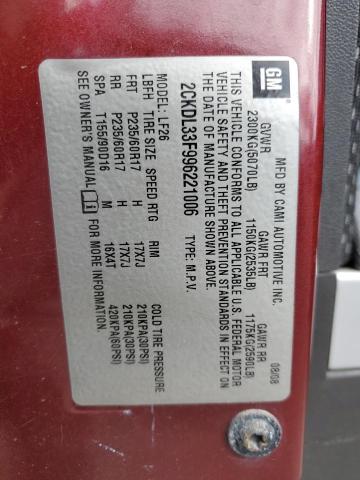 GM
MFD BY CAMI AUTOMOTIVE INC. 08/08
GVWR GAWR FRT GAWR RR
2300KG(5070LB) 1150KG(2535LB) 1175KG(2590LB)
THIS VEHICLE CONFORMS TO ALL APPLICABLE U.S. FEDERAL MOTOR
VEHICLE SAFETY AND THEFT PREVENTION STANDARDS IN EFFECT ON
THE DATE OF MANUFACTURE SHOWN ABOVE.
2CKDL33F996221006 TYPE: M.P.V.
MODEL: LF26
LBFH TIRE SIZE SPEED RTG RIM COLD TIRE PRESSURE
FRT P235/60R17 H 17X7J 210KPA(30PSI)
RR P235/60R17 H 17X7J 210KPA(30PSI)
SPA T155/90D16 M 16X4T 420KPA(60PSI)
SEE OWNER'S MANUAL FOR MORE INFORMATION.